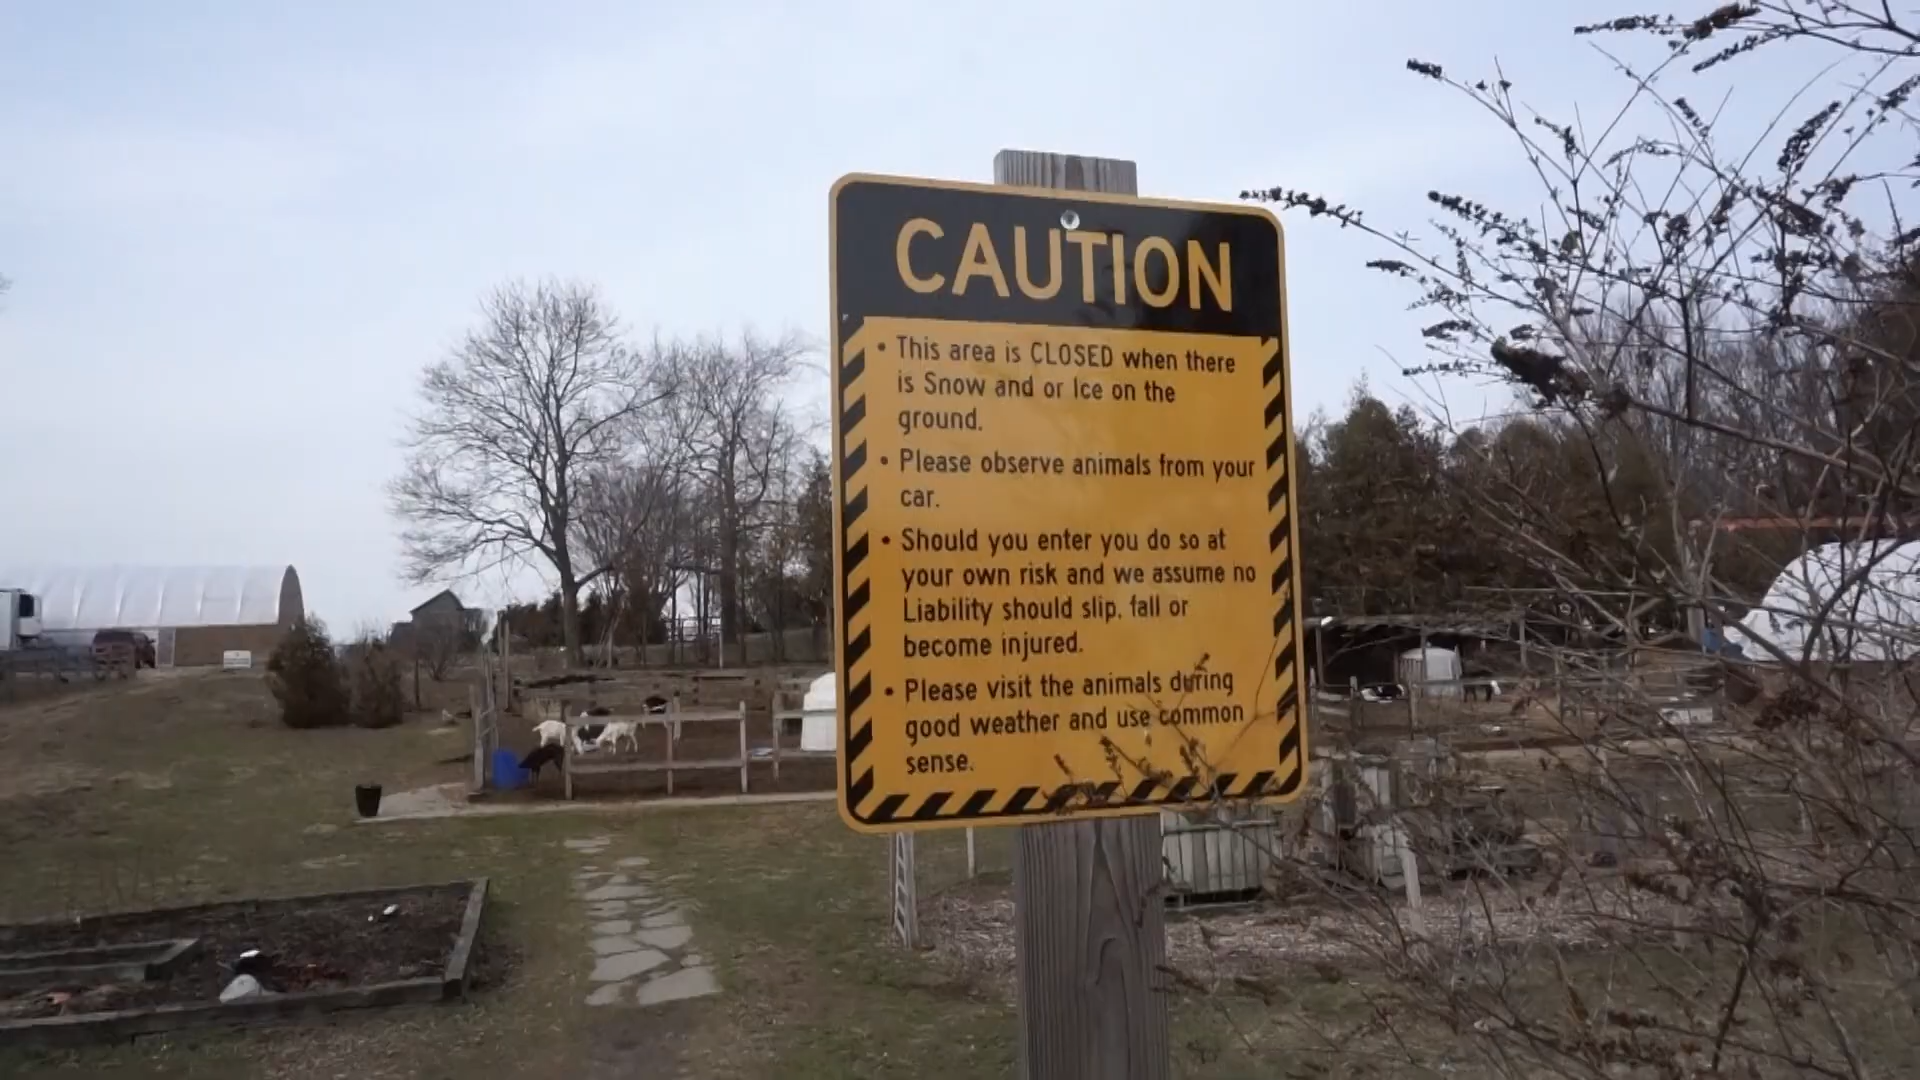 CAUTION
• This area is CLOSED when there
is Snow and or Ice on the
ground.
• Please observe animals from your
car.
• Should you enter you do so at
your own risk and we assume no
Liability should slip, fall or
become injured.
• Please visit the animals during
good weather and use common
sense.